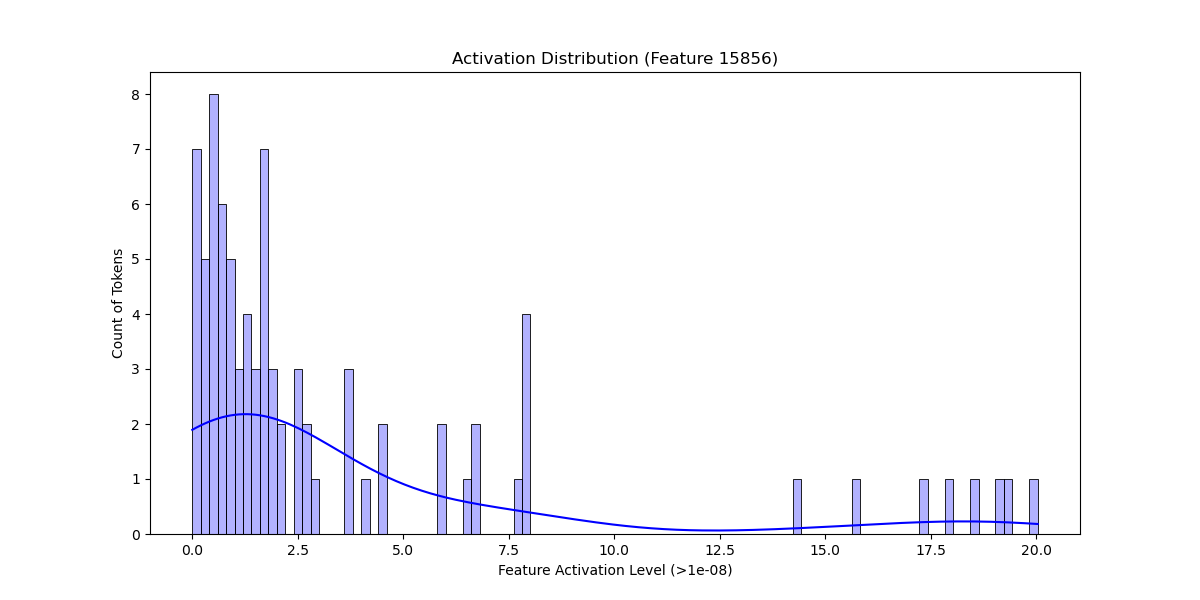 Activation Distribution (Feature 15856)
8
7
6
5
4
3
2
1
0
Count of Tokens
0.0 2.5 5.0 7.5 10.0 12.5 15.0 17.5 20.0
Feature Activation Level (>1e-08)